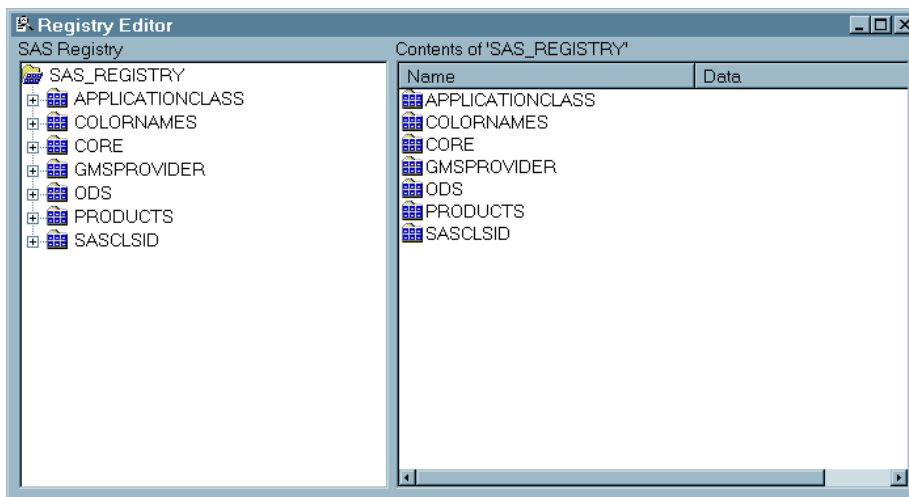 Registry Editor
SAS Registry
SAS_REGISTRY
APPLICATIONCLASS
COLORNAMES
CORE
GMSPROVIDER
ODS
PRODUCTS
SASCLSID
Contents of 'SAS_REGISTRY'
Name Data
APPLICATIONCLASS
COLORNAMES
CORE
GMSPROVIDER
ODS
PRODUCTS
SASCLSID